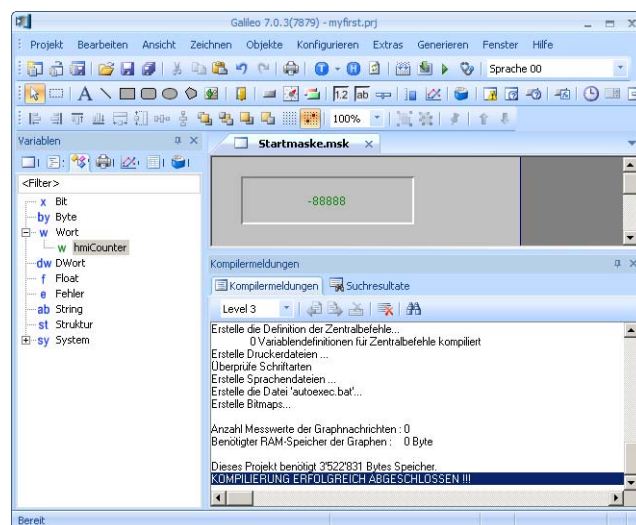 Galileo 7.0.3(7879) - myfirst.prj
Projekt Bearbeiten Ansicht Zeichnen Objekte Konfigurieren Extras Generieren Fenster Hilfe
Sprache 00
A 1.2 ab
100%
Variablen
<Filter>
x Bit
by Byte
w Wort
w hmiCounter
dw DWort
f Float
e Fehler
ab String
st Struktur
sy System
Startmaske.msk
-88888
Kompilermeldungen
Kompilermeldungen Suchresultate
Level 3
Erstelle die Definition der Zentralbefehle...
0 Variablendefinitionen für Zentralbefehle kompiliert
Erstelle Druckerdateien ...
Überprüfe Schriftarten
Erstelle Sprachendateien ...
Erstelle die Datei 'autoexec.bat'...
Erstelle Bitmaps...
Anzahl Messwerte der Graphnachrichten : 0
Benötigter RAM-Speicher der Graphen : 0 Byte
Dieses Projekt benötigt 3'522'831 Bytes Speicher.
KOMPILIERUNG ERFOLGREICH ABGESCHLOSSEN !!!
Bereit